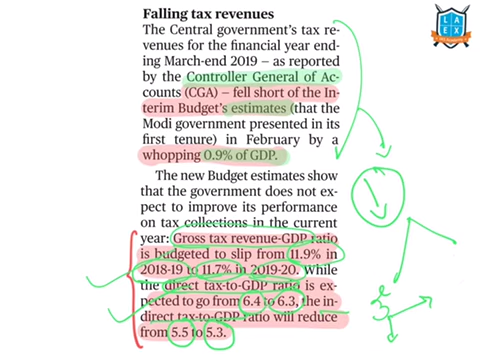 LA
EX
Falling tax revenues
The Central government's tax re-
venues for the financial year end-
ing March-end 2019 – as reported
by the Controller General of Ac-
counts (CGA) – fell short of the In-
terim Budget's estimates (that the
Modi government presented in its
first tenure) in February by a
whopping 0.9% of GDP.
The new Budget estimates show
that the government does not ex-
pect to improve its performance
on tax collections in the current
year: Gross tax revenue-GDP ratio
is budgeted to slip from 11.9% in
2018-19 to 11.7% in 2019-20. While
the direct tax-to-GDP ratio is ex-
pected to go from 6.4 to 6.3, the in-
direct tax-to-GDP ratio will reduce
from 5.5 to 5.3.